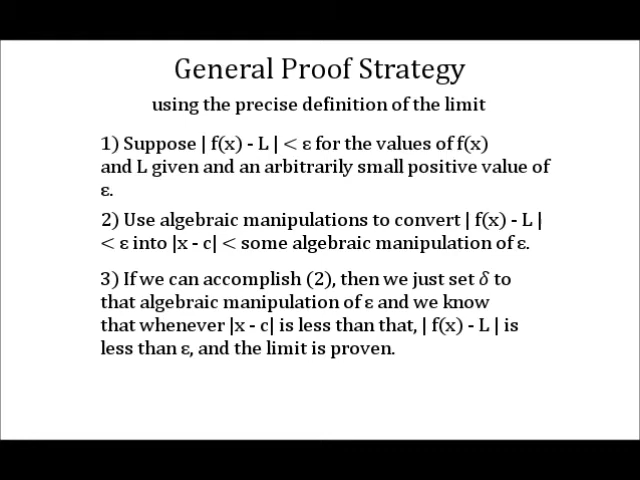 General Proof Strategy
using the precise definition of the limit
1) Suppose | f(x) - L | < ε for the values of f(x)
and L given and an arbitrarily small positive value of
ε.
2) Use algebraic manipulations to convert | f(x) - L |
< ε into |x - c| < some algebraic manipulation of ε.
3) If we can accomplish (2), then we just set δ to
that algebraic manipulation of ε and we know
that whenever |x - c| is less than that, | f(x) - L | is
less than ε, and the limit is proven.